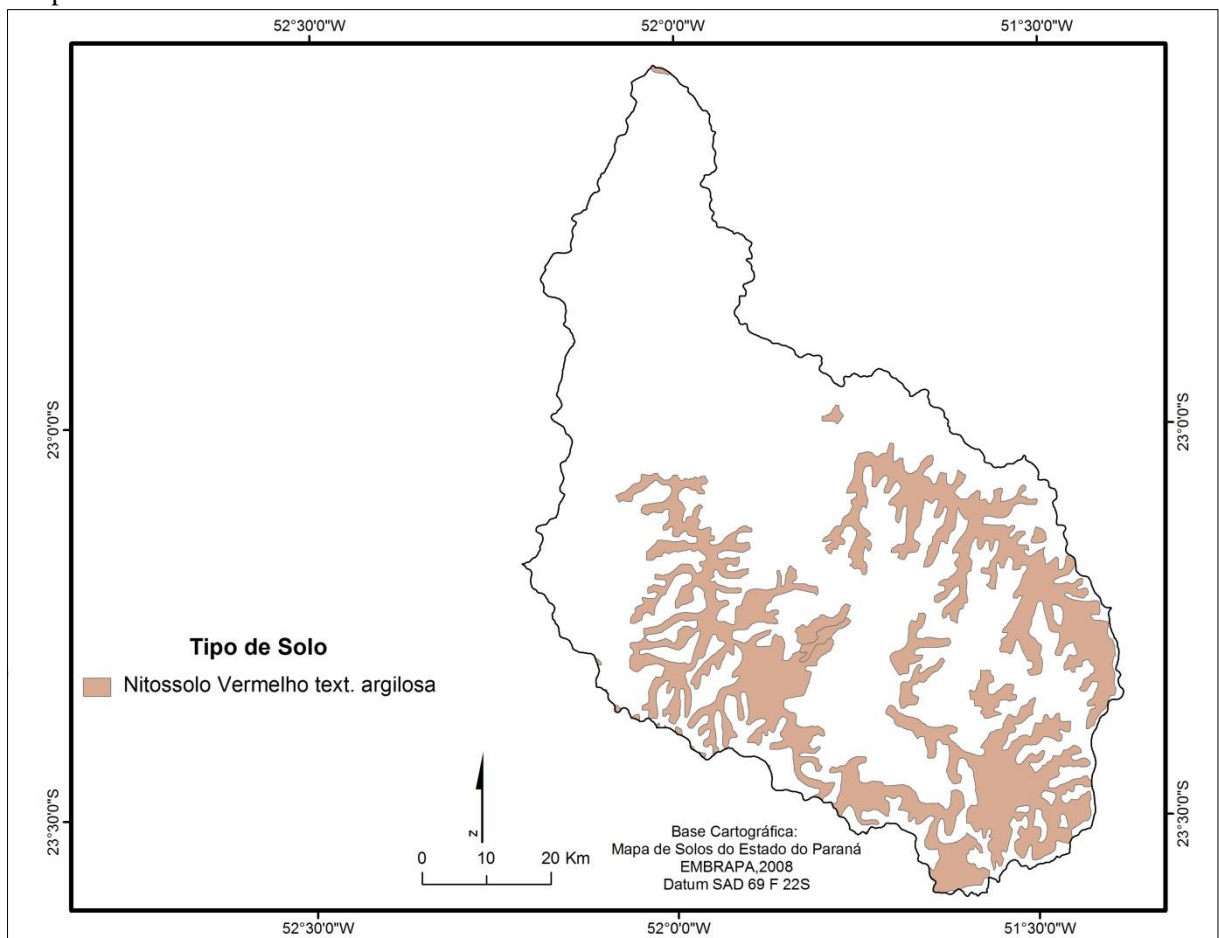 52°30'0"W
52°0'0"W
51°30'0"W
23°0'0"S
23°0'0"S
Tipo de Solo
Nitossolo Vermelho text. argilosa
z
0 10 20 Km
Base Cartográfica:
Mapa de Solos do Estado do Paraná
EMBRAPA,2008
Datum SAD 69 F 22S
23°30'0"S
23°30'0"S
52°30'0"W
52°0'0"W
51°30'0"W